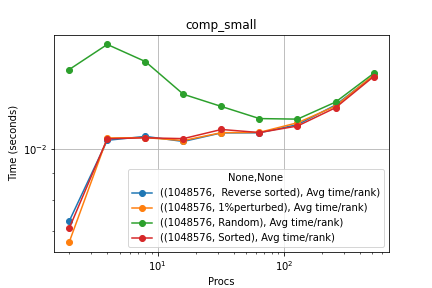 comp_small
Time (seconds)
10⁻²
None,None
((1048576,  Reverse sorted), Avg time/rank)
((1048576, 1%perturbed), Avg time/rank)
((1048576, Random), Avg time/rank)
((1048576, Sorted), Avg time/rank)
10¹
10²
Procs